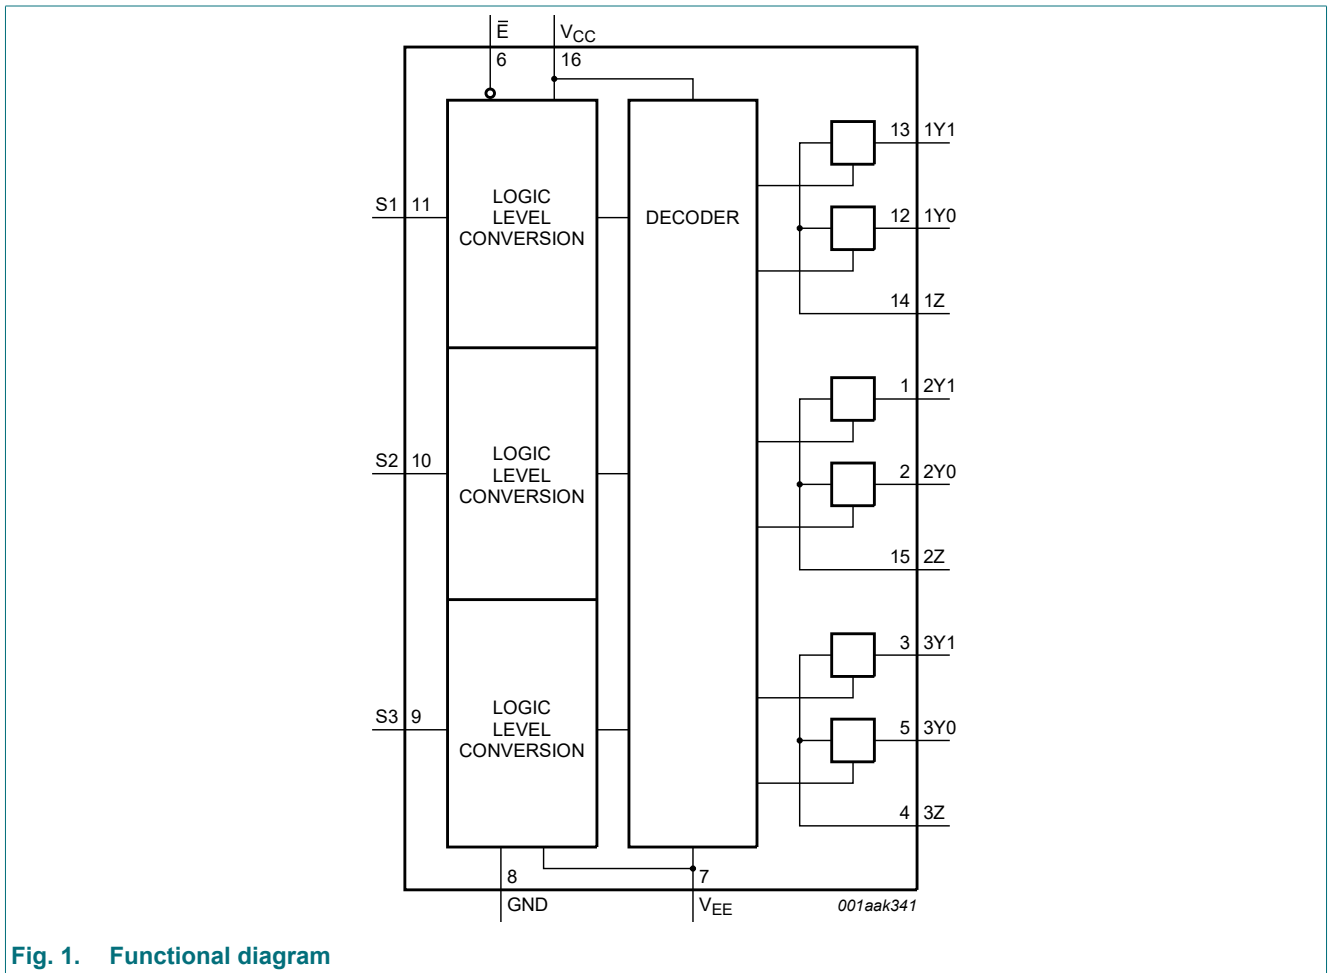 E̅ V_CC
6 16
13 1Y1
LOGIC
LEVEL
CONVERSION
S1 11
DECODER
12 1Y0
14 1Z
1 2Y1
LOGIC
LEVEL
CONVERSION
S2 10
2 2Y0
15 2Z
3 3Y1
LOGIC
LEVEL
CONVERSION
S3 9
5 3Y0
4 3Z
8 7
GND V_EE 001aak341
Fig. 1. Functional diagram